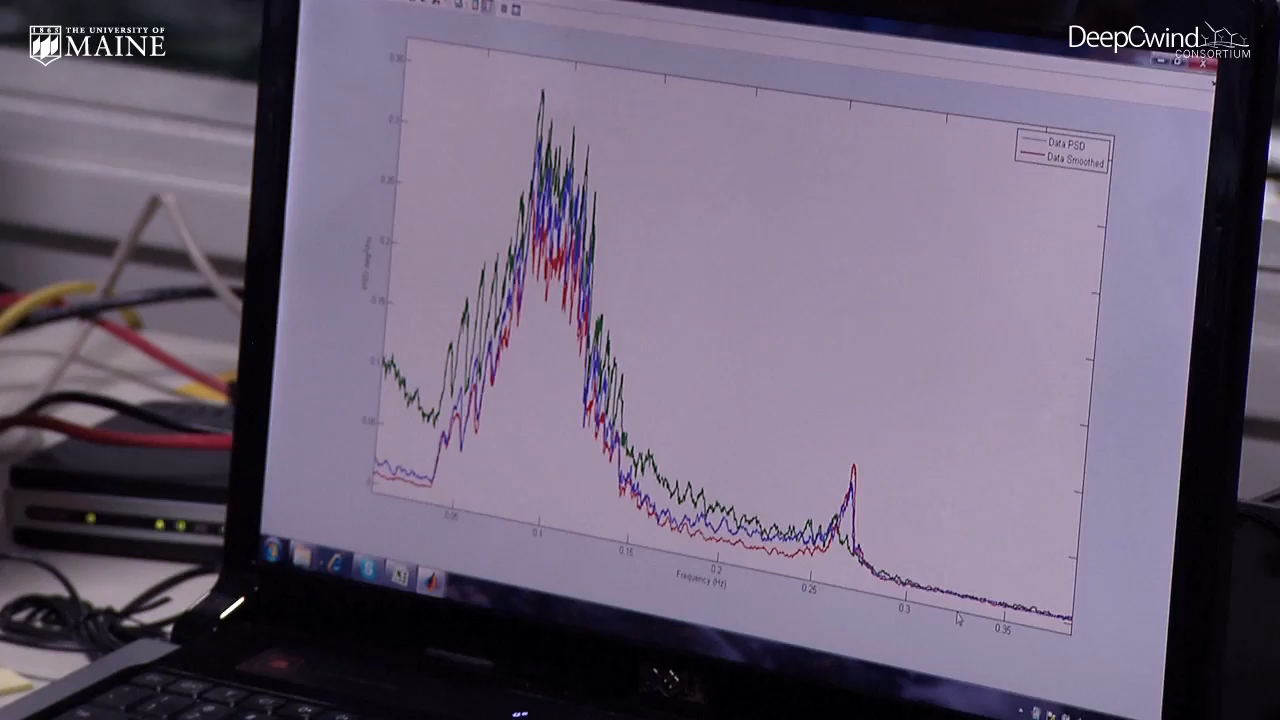 1865 THE UNIVERSITY OF
MAINE
DeepCwind
CONSORTIUM
Data PSD
Data Smoothed
0.05
0.1
0.15
0.2
0.25
0.3
0.35
Frequency (Hz)